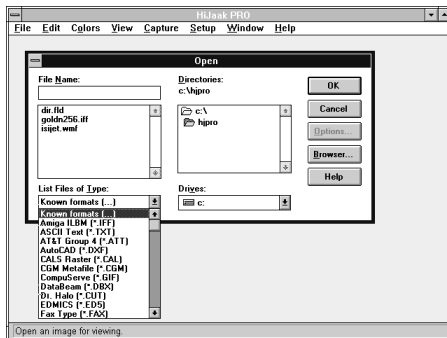 HiJaak PRO
File Edit Colors View Capture Setup Window Help
Open
File Name:
Directories:
c:\hjpro
dir.fld
goldn256.iff
isijet.wmf
c:\
hjpro
OK
Cancel
Options...
Browser...
Help
List Files of Type:
Drives:
Known formats (...)
c:
Known formats (...)
Amiga ILBM (*.IFF)
ASCII Text (*.TXT)
AT&T Group 4 (*.ATT)
AutoCAD (*.DXF)
CALS Raster (*.CAL)
CGM Metafile (*.CGM)
CompuServe (*.GIF)
DataBeam (*.DBX)
Dr. Halo (*.CUT)
EDMICS (*.ED5)
Fax Type (*.FAX)
Open an image for viewing.